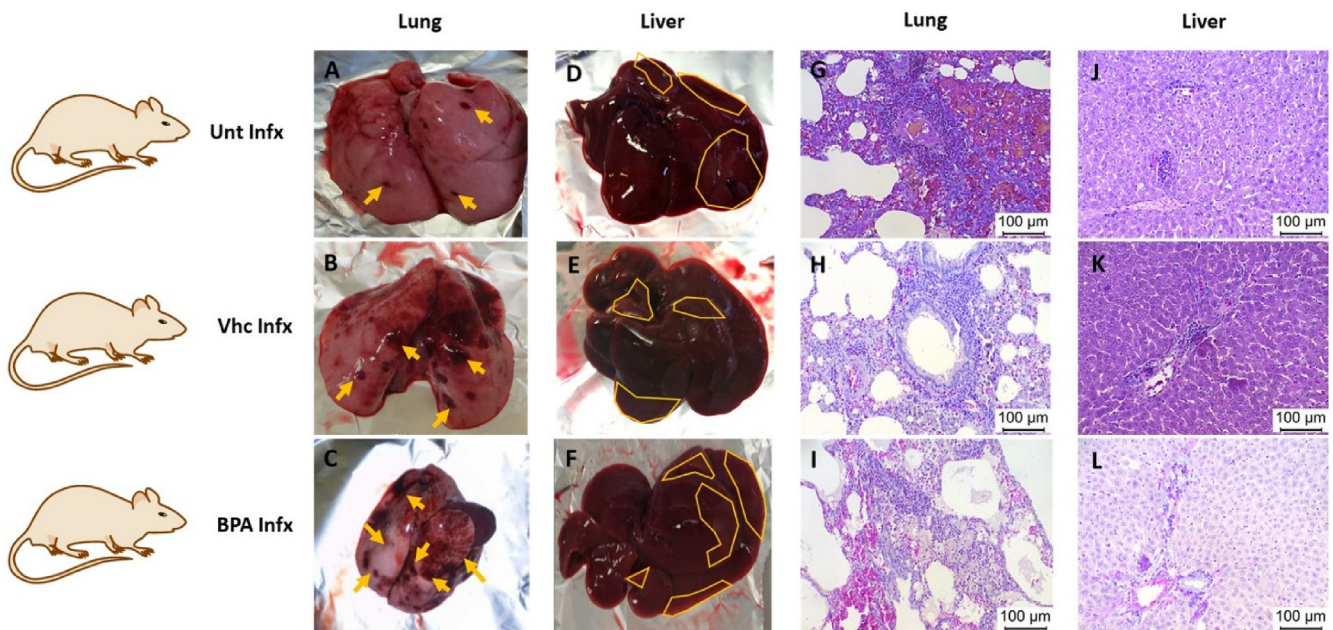 Lung Liver Lung Liver
A D G J
Unt Infx
100 µm 100 µm
B E H K
Vhc Infx
100 µm 100 µm
C F I L
BPA Infx
100 µm 100 µm